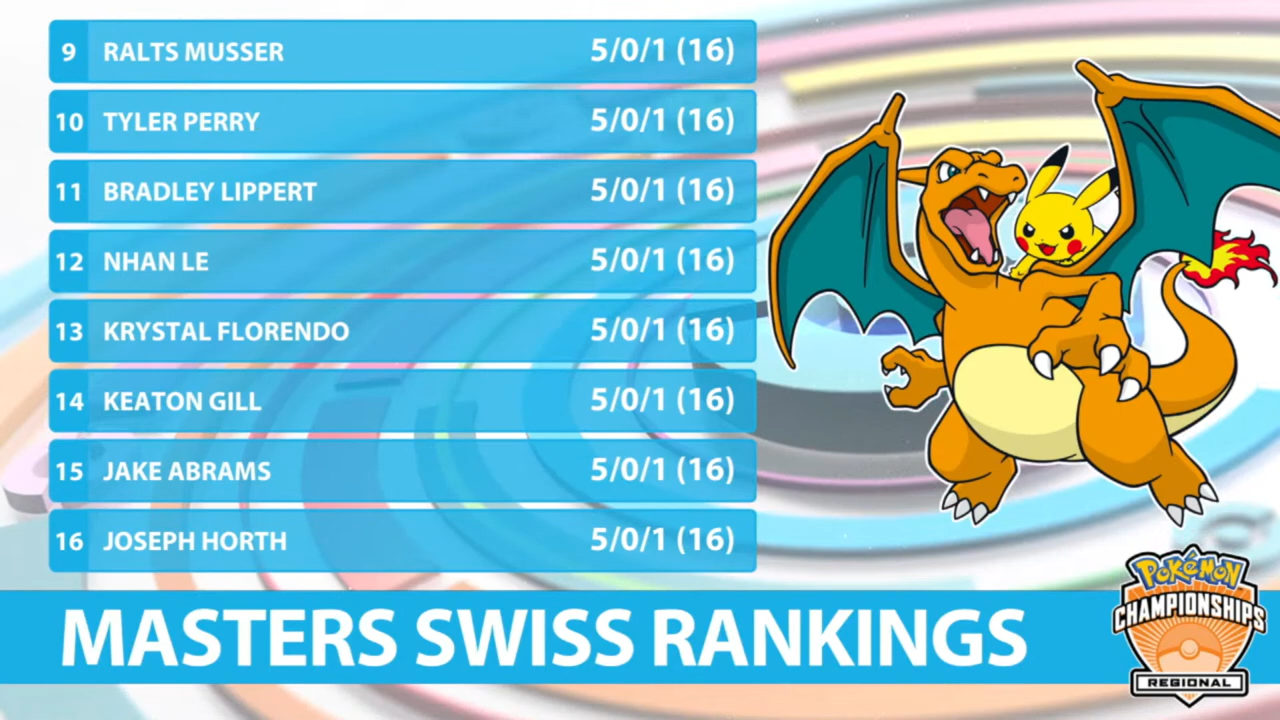 9 RALTS MUSSER 5/0/1 (16)
10 TYLER PERRY 5/0/1 (16)
11 BRADLEY LIPPERT 5/0/1 (16)
12 NHAN LE 5/0/1 (16)
13 KRYSTAL FLORENDO 5/0/1 (16)
14 KEATON GILL 5/0/1 (16)
15 JAKE ABRAMS 5/0/1 (16)
16 JOSEPH HORTH 5/0/1 (16)
MASTERS SWISS RANKINGS
POKéMON
CHAMPIONSHIPS
REGIONAL